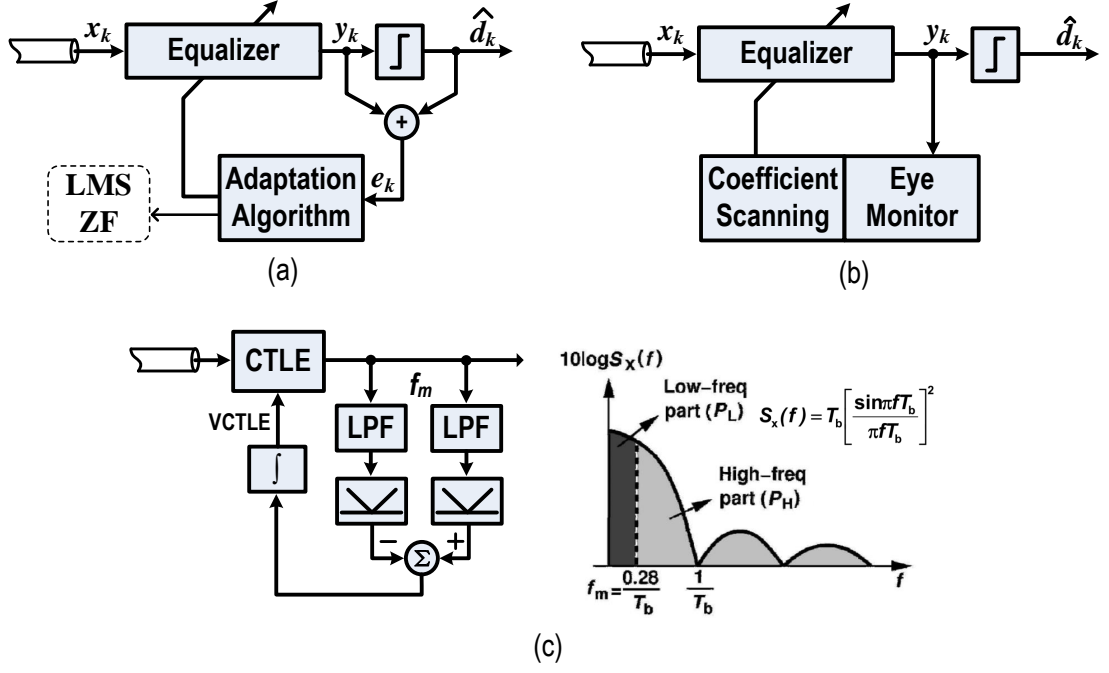 x_k
Equalizer
y_k
\hat{d}_k
+
e_k
LMS
ZF
Adaptation
Algorithm
(a)
x_k
Equalizer
y_k
\hat{d}_k
Coefficient
Scanning
Eye
Monitor
(b)
CTLE
f_m
VCTLE
LPF
LPF
∫
−
+
Σ
10logS_X(f)
Low–freq
part (P_L)
S_x(f) = T_b [ sinπfT_b / πfT_b ]^2
High–freq
part (P_H)
f
f_m = 0.28 / T_b
1 / T_b
(c)